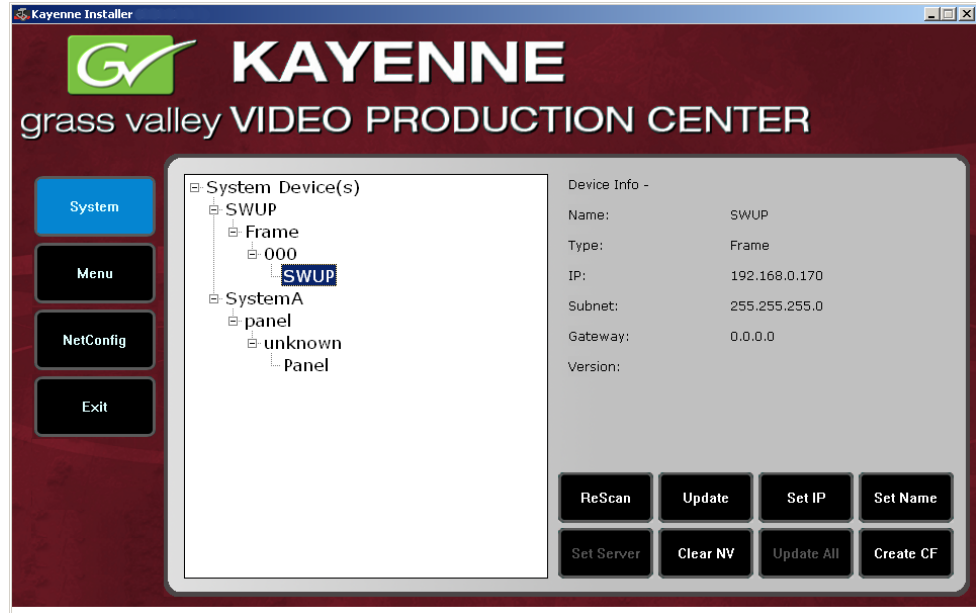 Kayenne Installer
GV KAYENNE
grass valley VIDEO PRODUCTION CENTER
System
Menu
NetConfig
Exit
System Device(s)
SWUP
Frame
000
SWUP
SystemA
panel
unknown
Panel
Device Info -
Name: SWUP
Type: Frame
IP: 192.168.0.170
Subnet: 255.255.255.0
Gateway: 0.0.0.0
Version:
ReScan Update Set IP Set Name
Set Server Clear NV Update All Create CF